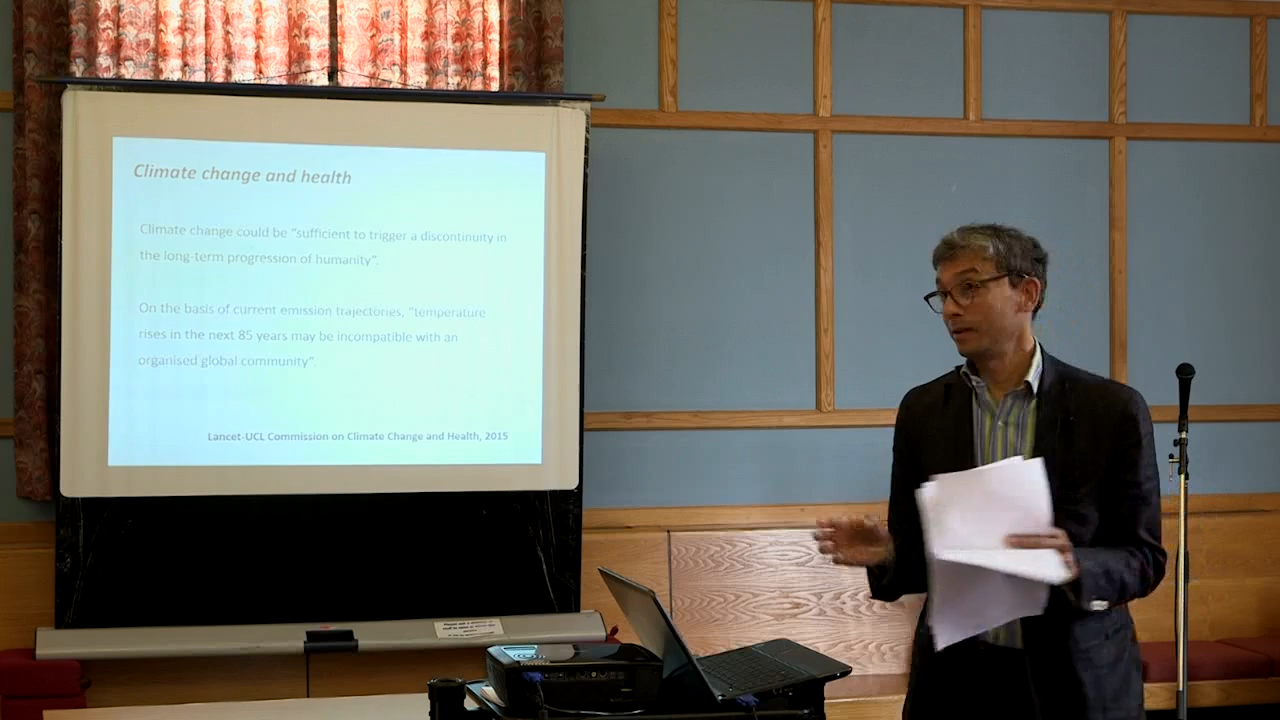 Climate change and health
Climate change could be "sufficient to trigger a discontinuity in
the long-term progression of humanity".
On the basis of current emission trajectories, "temperature
rises in the next 85 years may be incompatible with an
organised global community".
Lancet-UCL Commission on Climate Change and Health, 2015